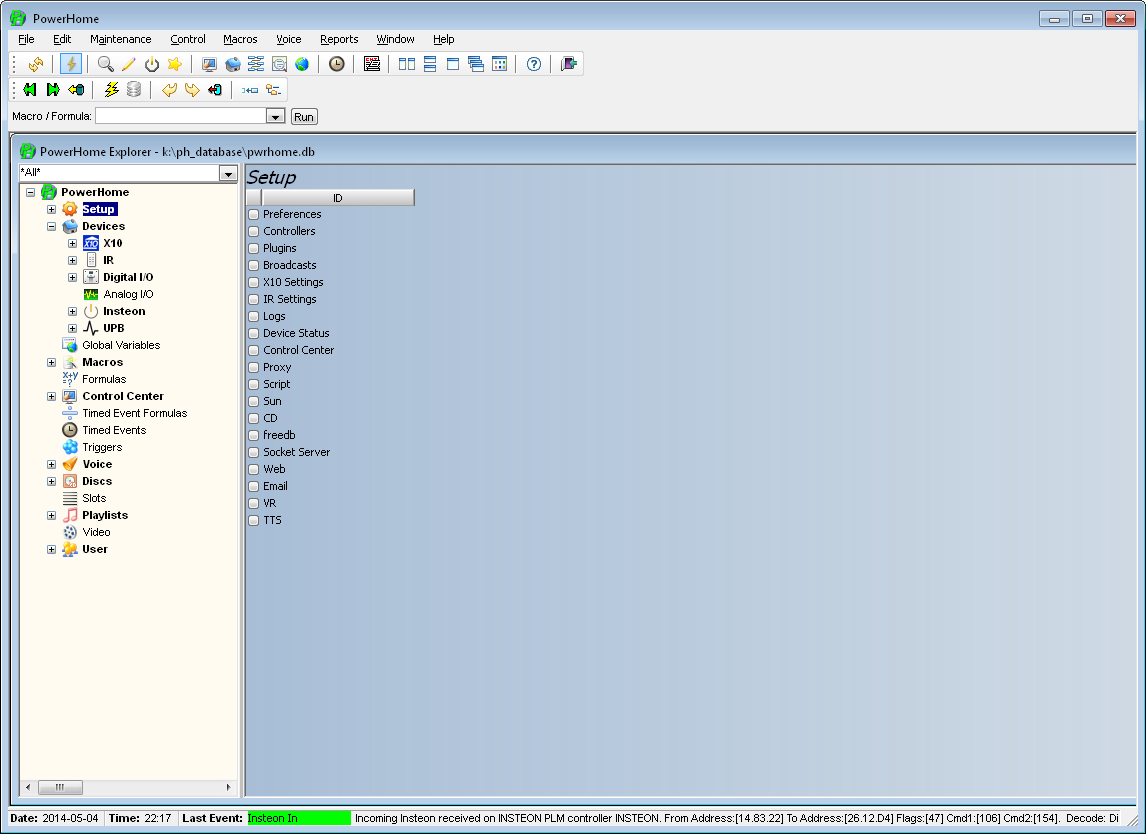 PowerHome
File Edit Maintenance Control Macros Voice Reports Window Help
Macro / Formula: Run
PowerHome Explorer - k:\ph_database\pwrhome.db
*All*
PowerHome
Setup
Devices
X10
IR
Digital I/O
Analog I/O
Insteon
UPB
Global Variables
Macros
Formulas
Control Center
Timed Event Formulas
Timed Events
Triggers
Voice
Discs
Slots
Playlists
Video
User
Setup
ID
Preferences
Controllers
Plugins
Broadcasts
X10 Settings
IR Settings
Logs
Device Status
Control Center
Proxy
Script
Sun
CD
freedb
Socket Server
Web
Email
VR
TTS
Date: 2014-05-04 Time: 22:17 Last Event: Insteon In Incoming Insteon received on INSTEON PLM controller INSTEON. From Address:[14.83.22] To Address:[26.12.D4] Flags:[47] Cmd1:[106] Cmd2:[154]. Decode: Di